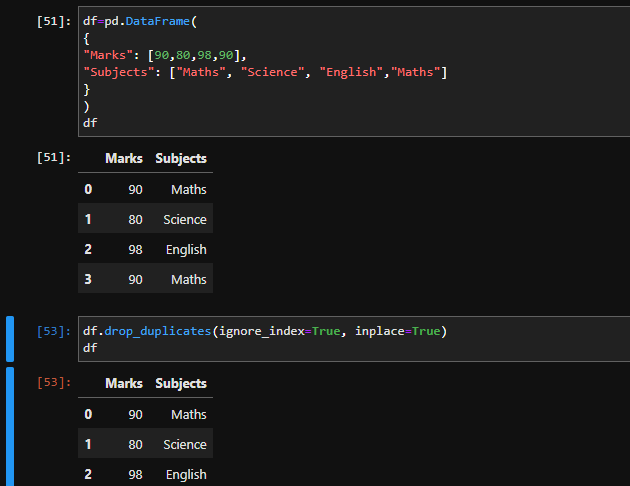 [51]: df=pd.DataFrame(
{
"Marks": [90,80,98,90],
"Subjects": ["Maths", "Science", "English","Maths"]
}
)
df
[51]: Marks Subjects
0 90 Maths
1 80 Science
2 98 English
3 90 Maths
[53]: df.drop_duplicates(ignore_index=True, inplace=True)
df
[53]: Marks Subjects
0 90 Maths
1 80 Science
2 98 English